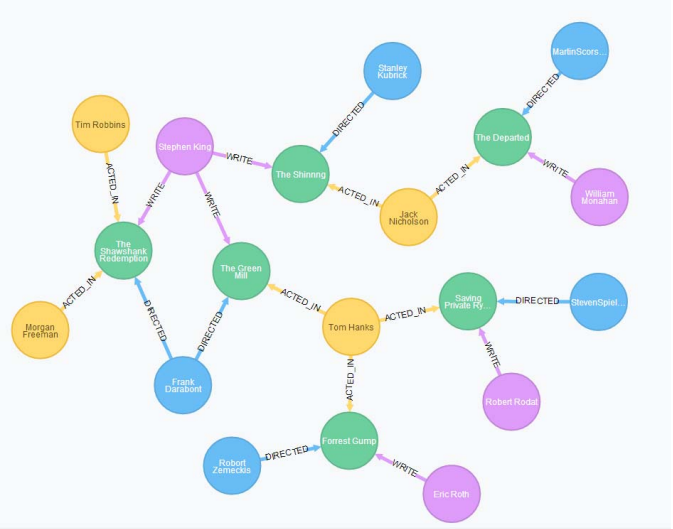 MartinScors...
Stanley
Kubrick
DIRECTED
DIRECTED
Tim Robbins
The Departed
Stephen King
WRITE
The Shinnng
ACTED_IN
ACTED_IN
WRITE
ACTED_IN
WRITE
WRITE
William
Monahan
Jack
Nicholson
The
Shawshank
Redemption
The Green
Mill
ACTED_IN
ACTED_IN
Saving
Private Ry...
DIRECTED
StevenSpiel...
Morgan
Freeman
DIRECTED
DIRECTED
Tom Hanks
ACTED_IN
WRITE
Frank
Darabont
ACTED_IN
Robert Rodal
Forrest Gump
DIRECTED
Robort
Zemeckis
WRITE
Eric Roth